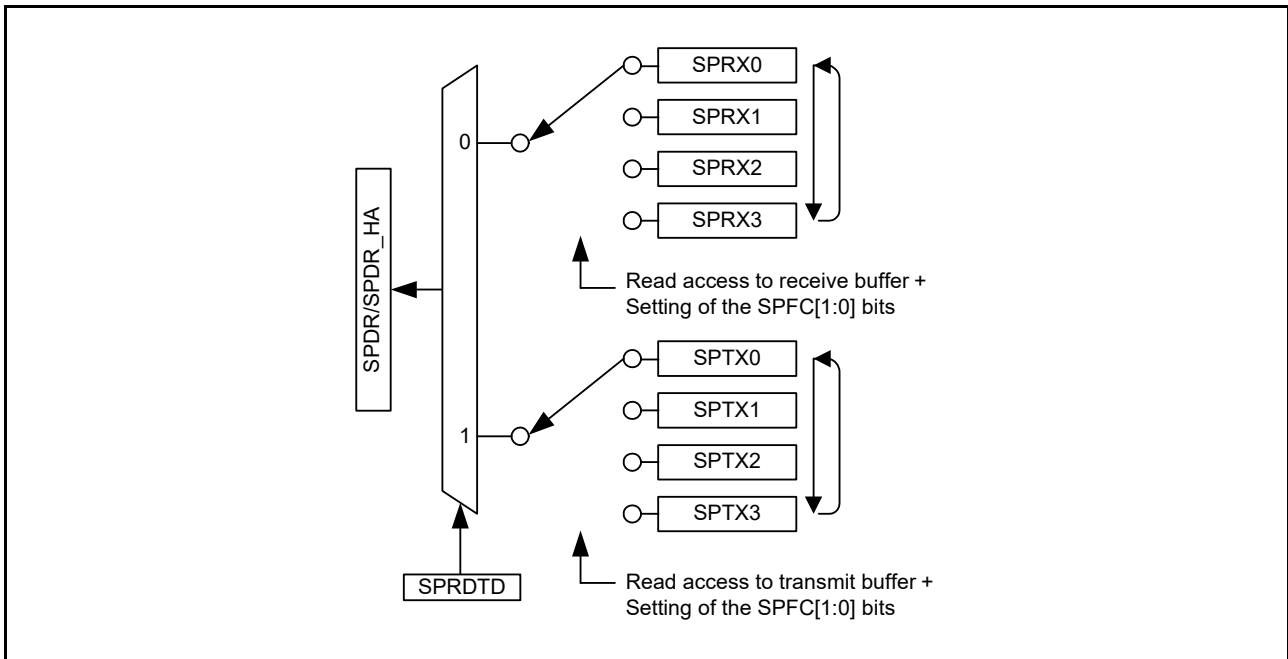 SPRX0
SPRX1
0
SPRX2
SPRX3
SPDR/SPDR_HA
Read access to receive buffer +
Setting of the SPFC[1:0] bits
SPTX0
SPTX1
1
SPTX2
SPTX3
SPRDTD
Read access to transmit buffer +
Setting of the SPFC[1:0] bits